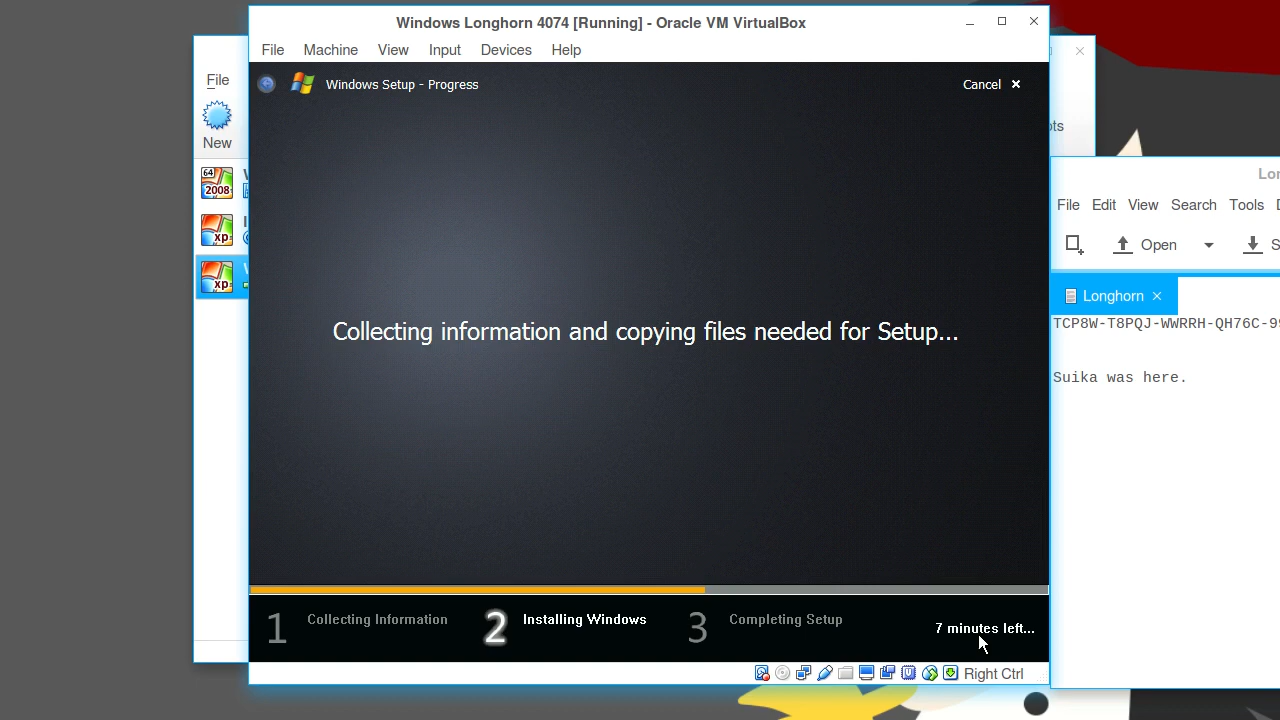 Windows Longhorn 4074 [Running] - Oracle VM VirtualBox
File Machine View Input Devices Help
Windows Setup - Progress
Cancel
Collecting information and copying files needed for Setup...
1 Collecting Information 2 Installing Windows 3 Completing Setup
7 minutes left...
Right Ctrl
File
New
64
2008
xp
xp
File Edit View Search Tools
Open
Longhorn
TCP8W-T8PQJ-WWRRH-QH76C-9
Suika was here.